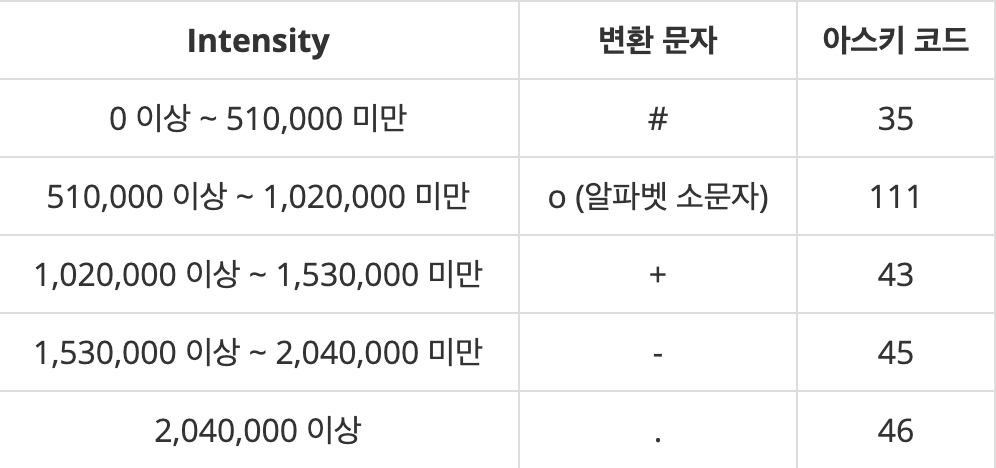 Intensity 변환 문자 아스키 코드
0 이상 ~ 510,000 미만 # 35
510,000 이상 ~ 1,020,000 미만 o (알파벳 소문자) 111
1,020,000 이상 ~ 1,530,000 미만 + 43
1,530,000 이상 ~ 2,040,000 미만 - 45
2,040,000 이상 . 46